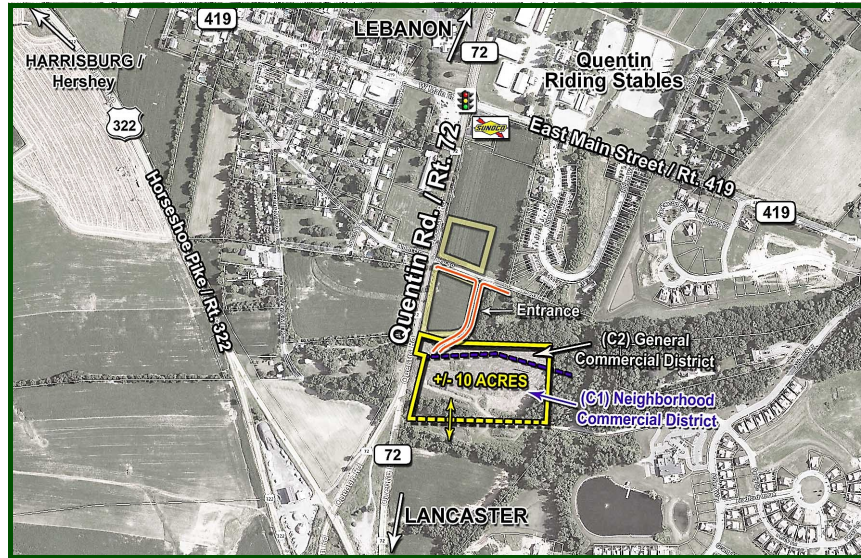 419
LEBANON
72
HARRISBURG /
Hershey
Quentin
Riding Stables
322
SUNOCO
East Main Street / Rt. 419
419
Quentin Rd. / Rt. 72
Horseshoe Pike / Rt. 322
Entrance
(C2) General
Commercial District
+/- 10 ACRES
(C1) Neighborhood
Commercial District
72
LANCASTER